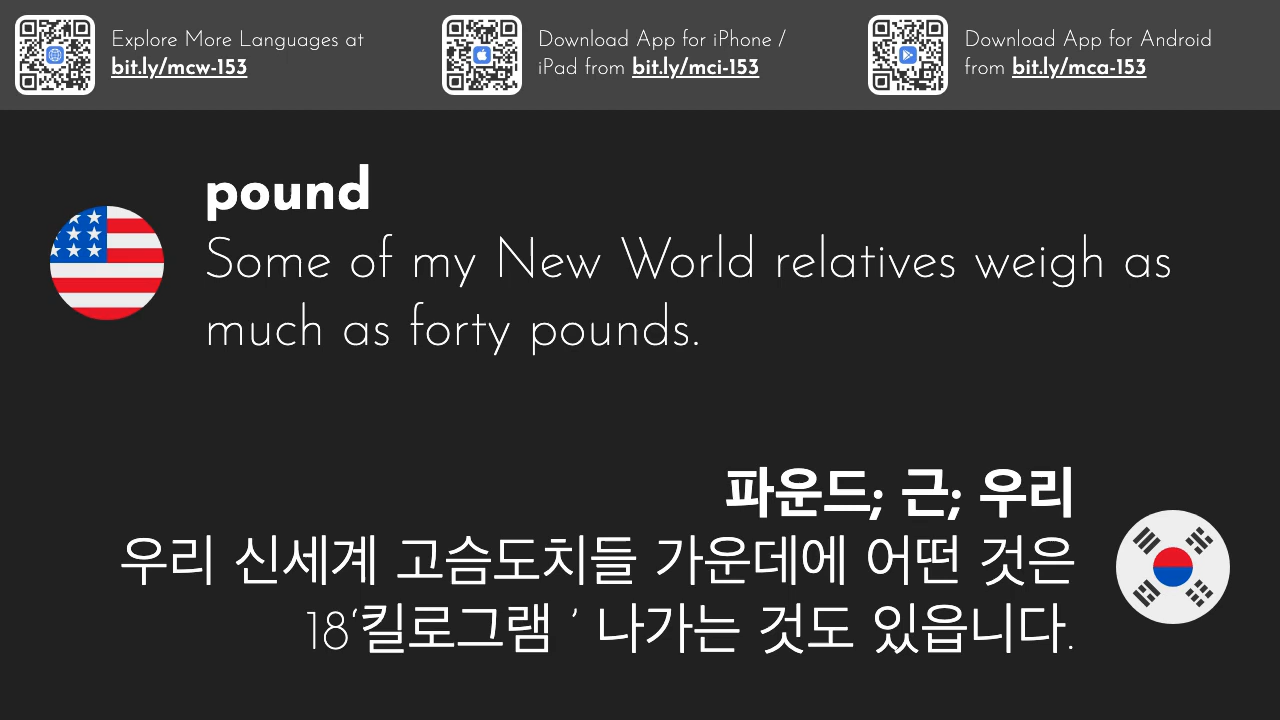 Explore More Languages at
bit.ly/mcw-153
Download App for iPhone /
iPad from bit.ly/mci-153
Download App for Android
from bit.ly/mca-153
pound
Some of my New World relatives weigh as
much as forty pounds.
파운드; 근; 우리
우리 신세계 고슴도치들 가운데에 어떤 것은
18‘킬로그램 ’ 나가는 것도 있읍니다.